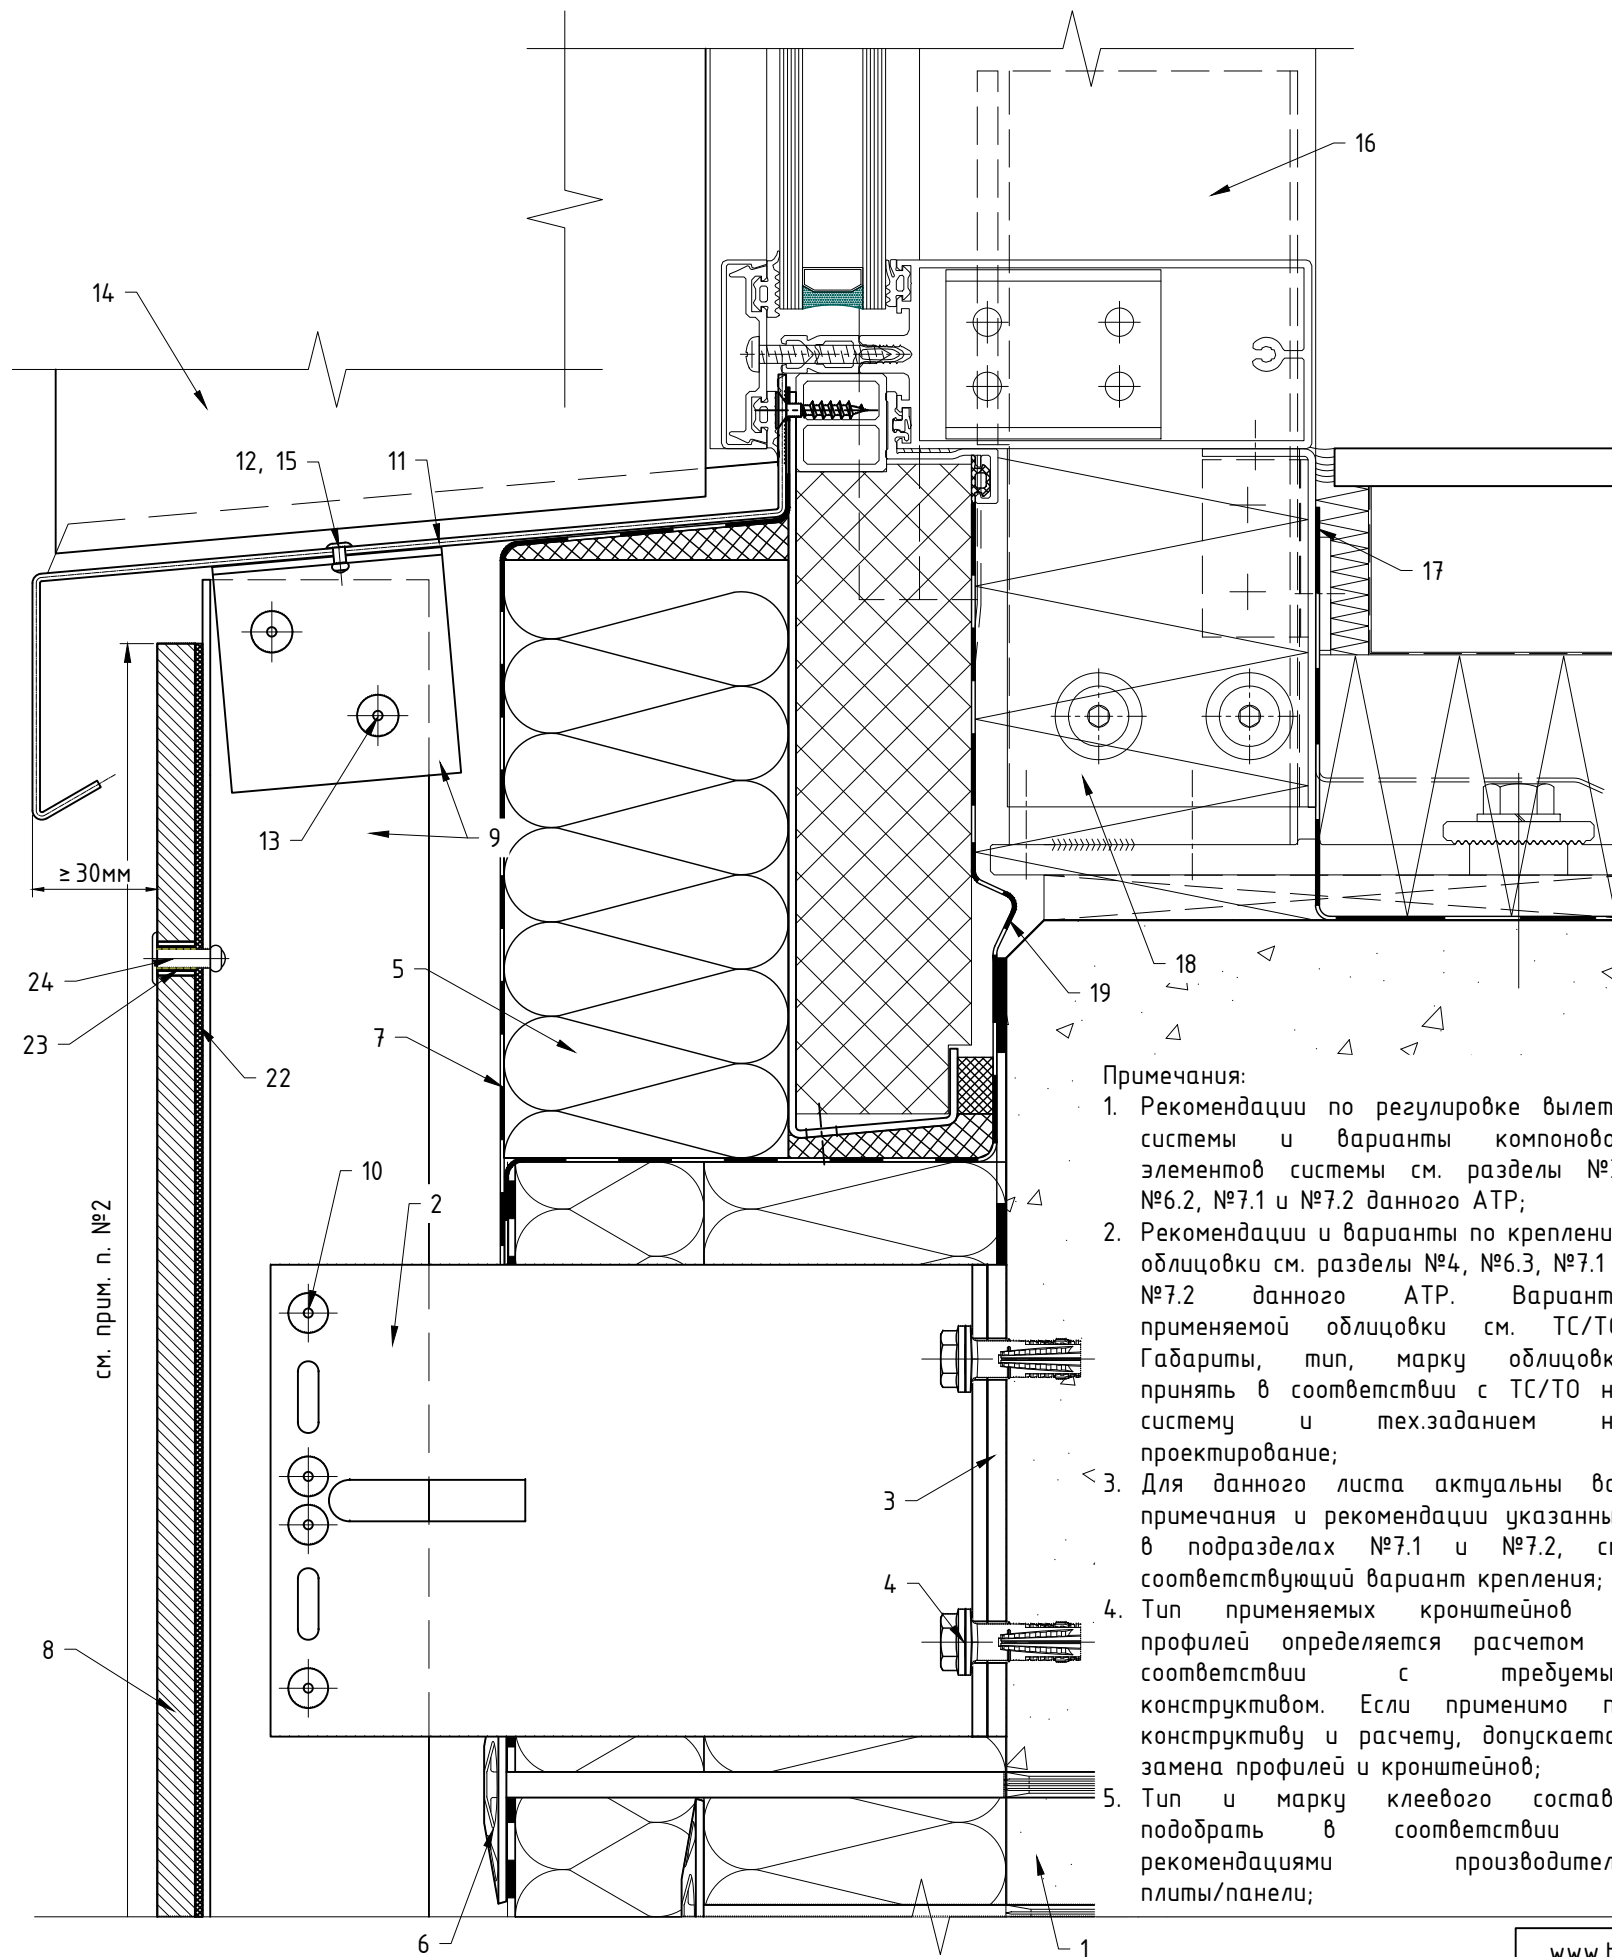 16
14
12, 15
11
17
13
9
≥ 30мм
24
5
18
19
23
7
22
Примечания:
1. Рекомендации по регулировке вылет
системы и варианты компоново
элементов системы см. разделы №
№6.2, №7.1 и №7.2 данного АТР;
10
2
см. прим. п. №2
2. Рекомендации и варианты по креплени
облицовки см. разделы №4, №6.3, №7.1
№7.2 данного АТР. Вариант
применяемой облицовки см. ТС/ТО
Габариты, тип, марку облицовк
принять в соответствии с ТС/ТО н
систему и тех.заданием н
проектирование;
3
3. Для данного листа актуальны вс
примечания и рекомендации указанны
в подразделах №7.1 и №7.2, с
соответствующий вариант крепления;
4
4. Тип применяемых кронштейнов
профилей определяется расчетом
соответствии с требуемы
конструктивом. Если применимо п
конструктиву и расчету, допускаетс
замена профилей и кронштейнов;
8
5. Тип и марку клеевого состав
подобрать в соответствии
рекомендациями производител
плиты/панели;
6
1
www.